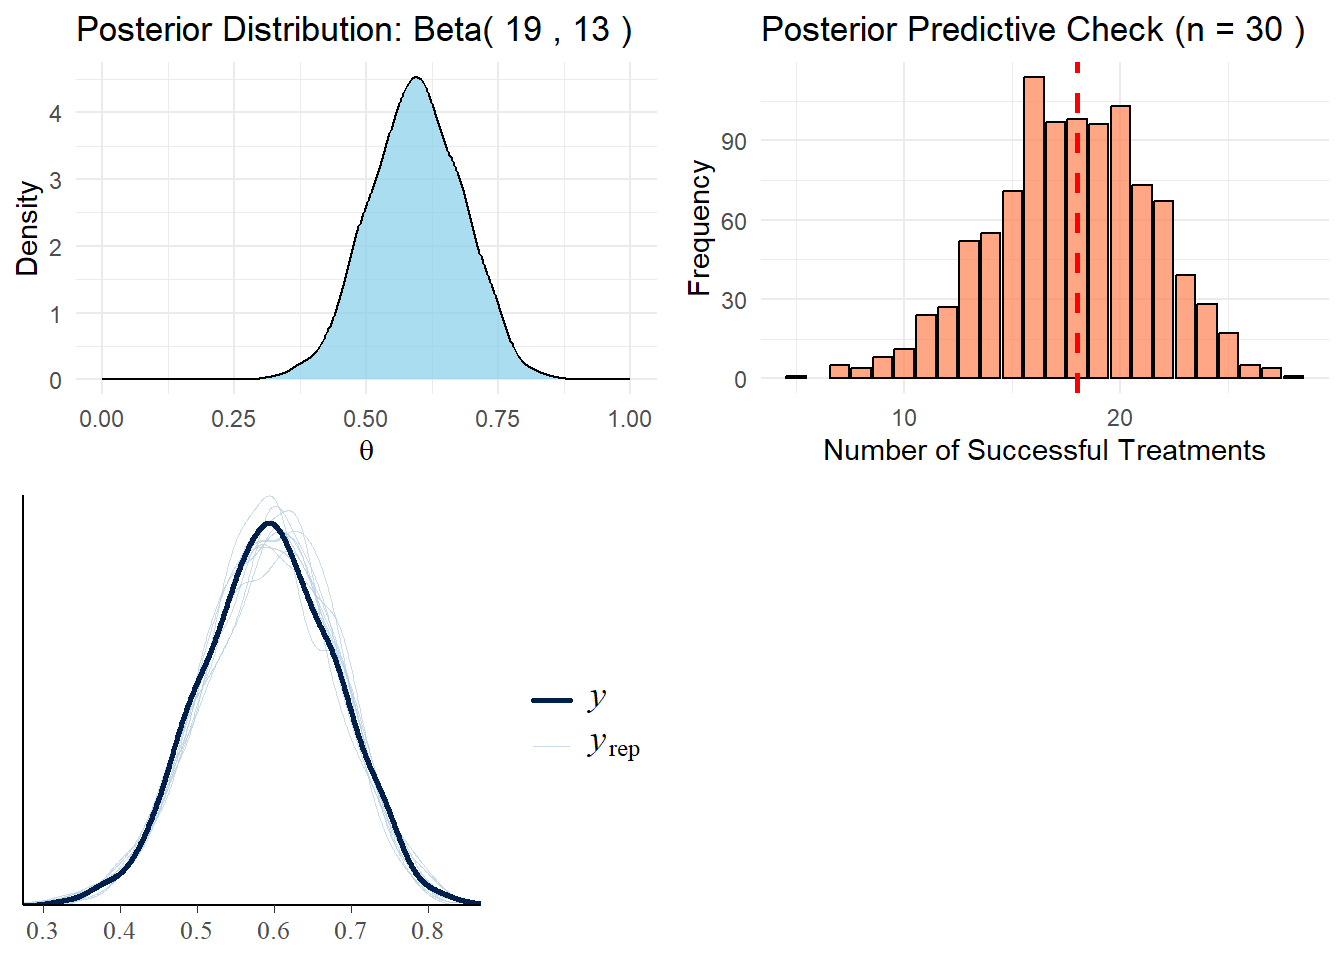 Posterior Distribution: Beta( 19 , 13 )
Density
4
3
2
1
0
0.00 0.25 0.50 0.75 1.00
θ
Posterior Predictive Check (n = 30 )
Frequency
90
60
30
0
10 20
Number of Successful Treatments
y
yrep
0.3 0.4 0.5 0.6 0.7 0.8